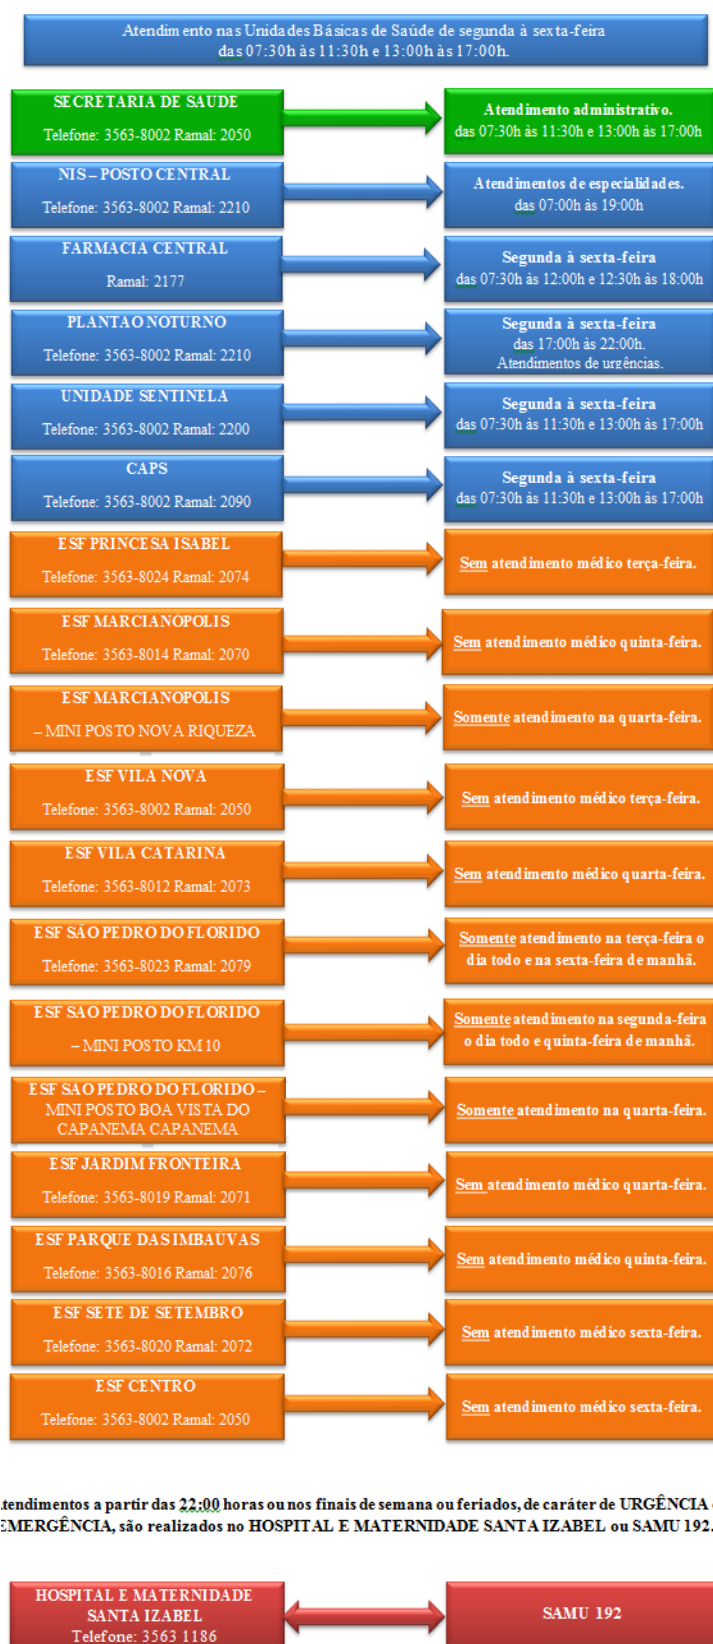 Atendimento nas Unidades Básicas de Saúde de segunda à sexta-feira
das 07:30h às 11:30h e 13:00h às 17:00h.
SECRETARIA DE SAUDE
Telefone: 3563-8002 Ramal: 2050
Atendimento administrativo.
das 07:30h às 11:30h e 13:00h às 17:00h
NIS – POSTO CENTRAL
Telefone: 3563-8002 Ramal: 2210
Atendimentos de especialidades.
das 07:00h às 19:00h
FARMACIA CENTRAL
Ramal: 2177
Segunda à sexta-feira
das 07:30h às 12:00h e 12:30h às 18:00h
PLANTAO NOTURNO
Telefone: 3563-8002 Ramal: 2210
Segunda à sexta-feira
das 17:00h às 22:00h.
Atendimentos de urgências.
UNIDADE SENTINELA
Telefone: 3563-8002 Ramal: 2200
Segunda à sexta-feira
das 07:30h às 11:30h e 13:00h às 17:00h
CAPS
Telefone: 3563-8002 Ramal: 2090
Segunda à sexta-feira
das 07:30h às 11:30h e 13:00h às 17:00h
ESF PRINCESA ISABEL
Telefone: 3563-8024 Ramal: 2074
Sem atendimento médico terça-feira.
ESF MARCIANÓPOLIS
Telefone: 3563-8014 Ramal: 2070
Sem atendimento médico quinta-feira.
ESF MARCIANOPOLIS
– MINI POSTO NOVA RIQUEZA
Somente atendimento na quarta-feira.
ESF VILA NOVA
Telefone: 3563-8002 Ramal: 2050
Sem atendimento médico terça-feira.
ESF VILA CATARINA
Telefone: 3563-8012 Ramal: 2073
Sem atendimento médico quarta-feira.
ESF SÃO PEDRO DO FLORIDO
Telefone: 3563-8023 Ramal: 2079
Somente atendimento na terça-feira o
dia todo e na sexta-feira de manhã.
ESF SAO PEDRO DO FLORIDO
– MINI POSTO KM 10
Somente atendimento na segunda-feira
o dia todo e quinta-feira de manhã.
ESF SAO PEDRO DO FLORIDO –
MINI POSTO BOA VISTA DO
CAPANEMA CAPANEMA
Somente atendimento na quarta-feira.
ESF JARDIM FRONTEIRA
Telefone: 3563-8019 Ramal: 2071
Sem atendimento médico quarta-feira.
ESF PARQUE DAS IMBAÚVAS
Telefone: 3563-8016 Ramal: 2076
Sem atendimento médico quinta-feira.
ESF SETE DE SETEMBRO
Telefone: 3563-8020 Ramal: 2072
Sem atendimento médico sexta-feira.
ESF CENTRO
Telefone: 3563-8002 Ramal: 2050
Sem atendimento médico sexta-feira.
tendimentos a partir das 22:00 horas ou nos finais de semana ou feriados, de caráter de URGÊNCIA
EMERGÊNCIA, são realizados no HOSPITAL E MATERNIDADE SANTA IZABEL ou SAMU 192.
HOSPITAL E MATERNIDADE
SANTA IZABEL
Telefone: 3563 1186
SAMU 192